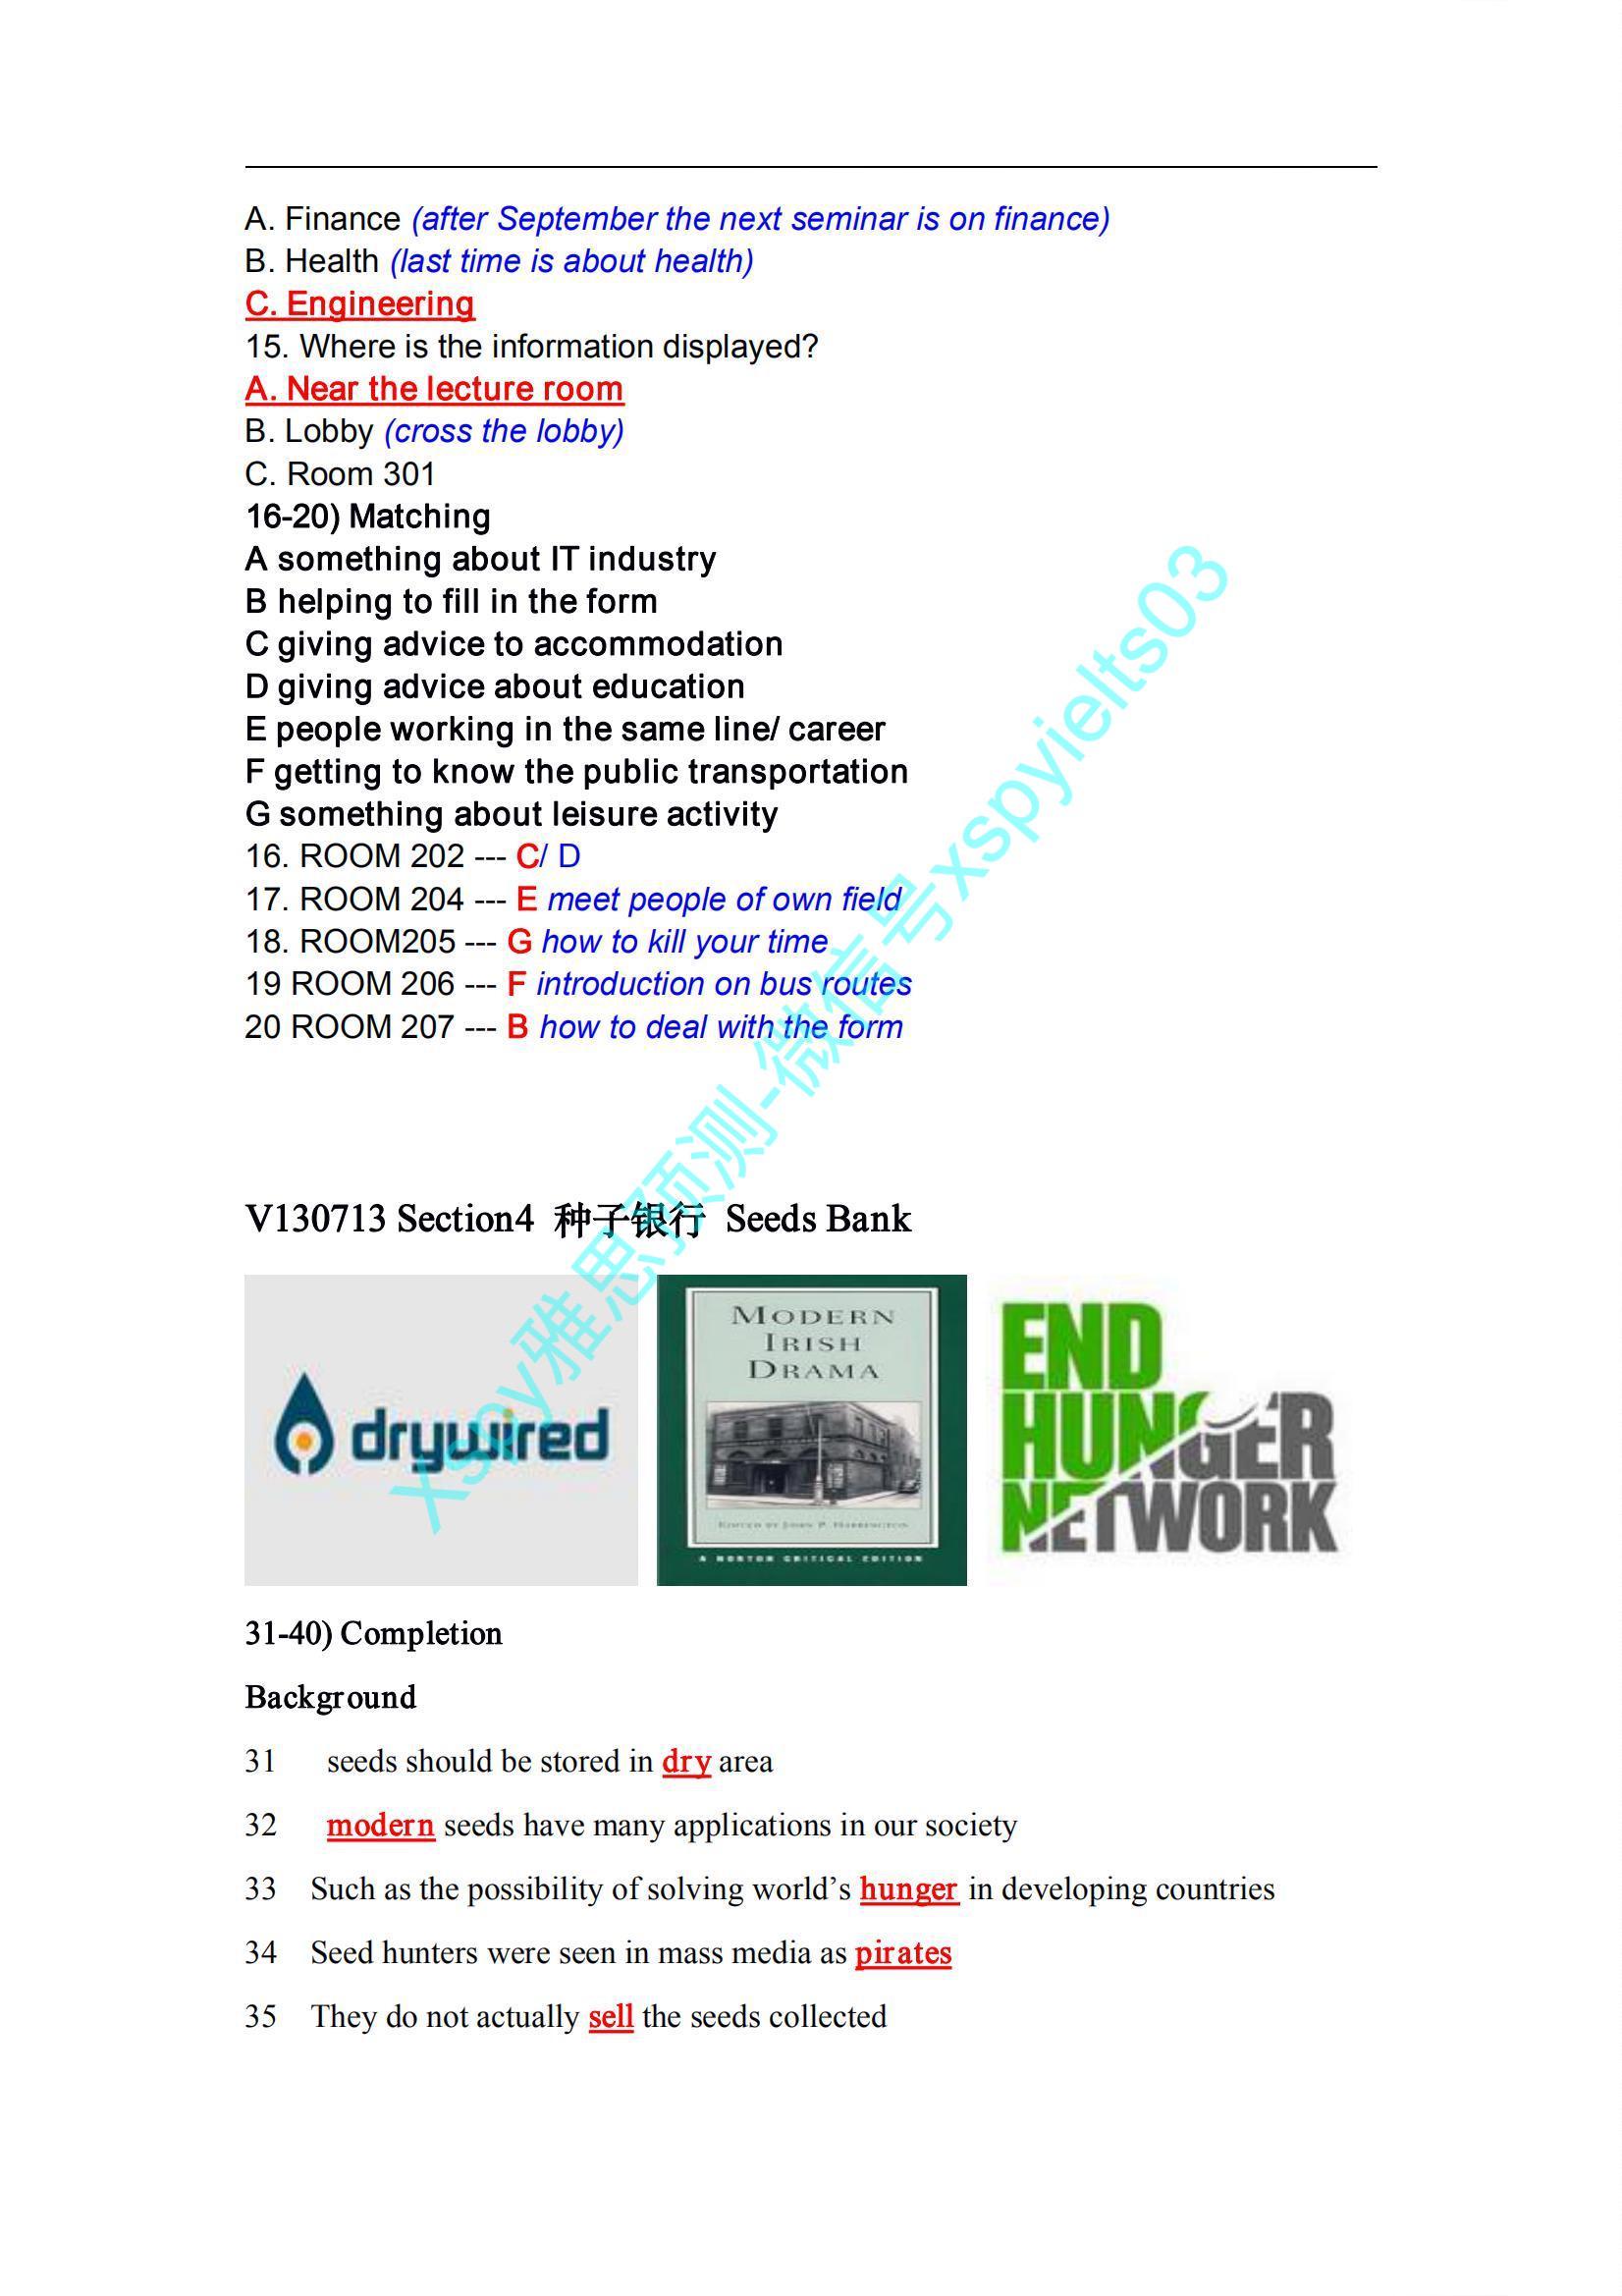 A. Finance (after September the next seminar is on finance)
B. Health (last time is about health)
C. Engineering
15. Where is the information displayed?
A. Near the lecture room
B. Lobby (cross the lobby)
C. Room 301
16-20) Matching
A something about IT industry
B helping to fill in the form
C giving advice to accommodation
D giving advice about education
E people working in the same line/ career
F getting to know the public transportation
G something about leisure activity
16. ROOM 202 --- C/ D
17. ROOM 204 --- E meet people of own field
18. ROOM205 --- G how to kill your time
19 ROOM 206 --- F introduction on bus routes
20 ROOM 207 --- B how to deal with the form
xspy雅思预测-微信号xspyielts03
V130713 Section4 种子银行 Seeds Bank
drywired
MODERN
IRISH
DRAMA
EDITED BY JOHN P. HARRINGTON
A NORTON CRITICAL EDITION
END
HUNGER
NETWORK
31-40) Completion
Background
31 seeds should be stored in dry area
32 modern seeds have many applications in our society
33 Such as the possibility of solving world’s hunger in developing countries
34 Seed hunters were seen in mass media as pirates
35 They do not actually sell the seeds collected